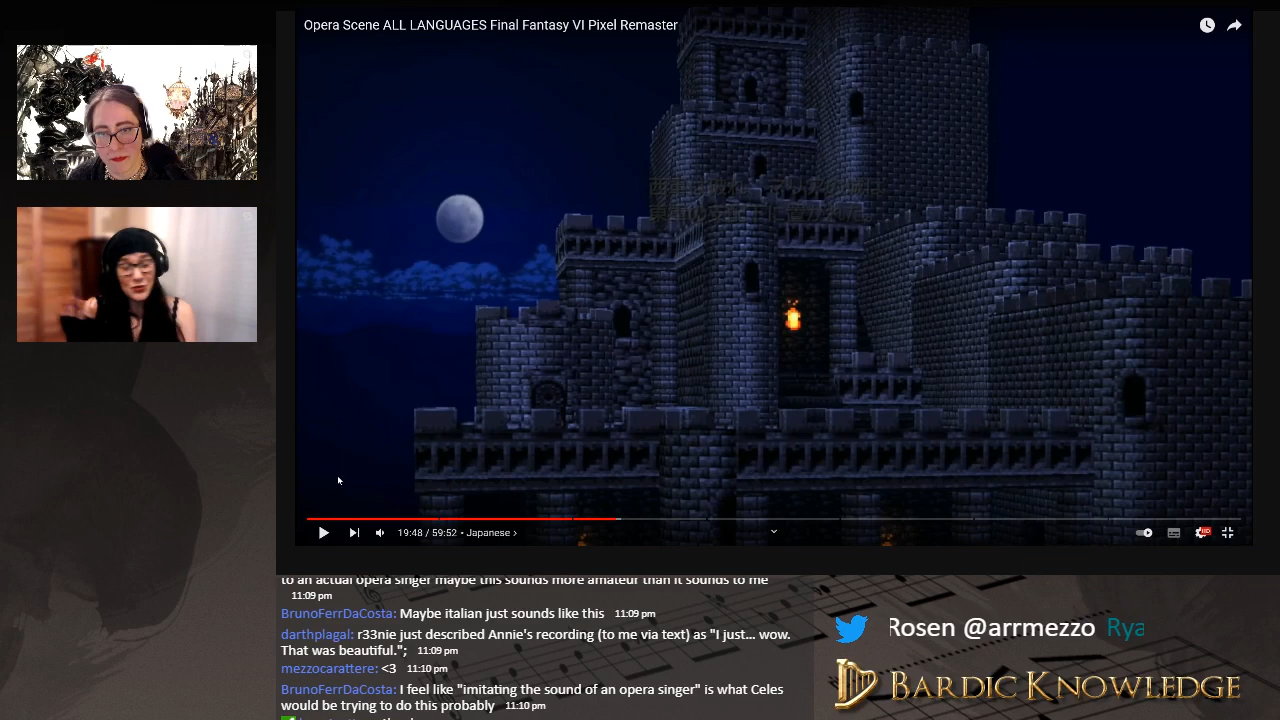 Opera Scene ALL LANGUAGES Final Fantasy VI Pixel Remaster
19:48 / 59:52 • Japanese ›
HD
to an actual opera singer maybe this sounds more amateur than it sounds to me
11:09 pm
BrunoFerrDaCosta: Maybe italian just sounds like this 11:09 pm
darthplagal: r33nie just described Annie's recording (to me via text) as "I just... wow.
That was beautiful."; 11:09 pm
mezzocarattere: <3 11:10 pm
BrunoFerrDaCosta: I feel like "imitating the sound of an opera singer" is what Celes
would be trying to do this probably 11:10 pm
Rosen @arrmezzo Rya
BARDIC KNOWLEDGE